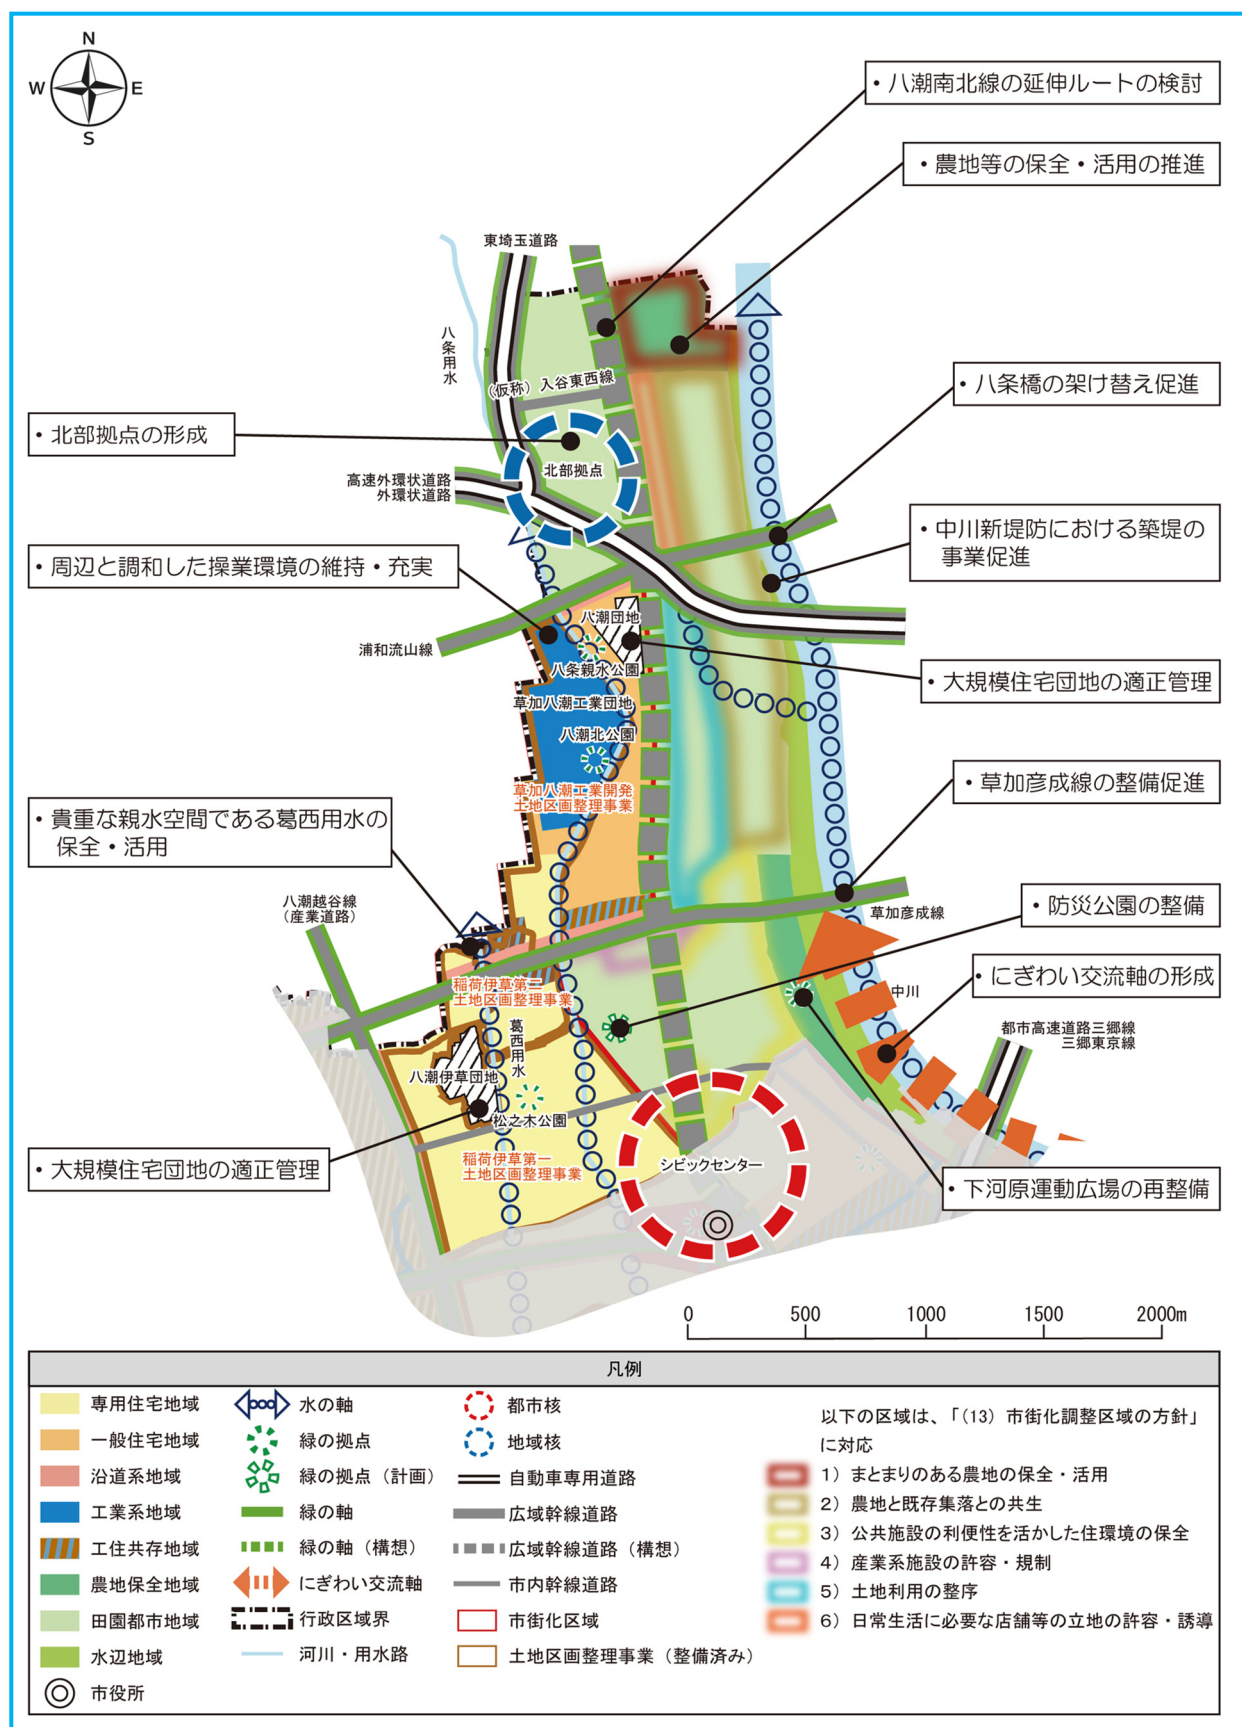 N
W
E
S
・八潮南北線の延伸ルートの検討
・農地等の保全・活用の推進
東埼玉道路
八条用水
(仮称)入谷東西線
・八条橋の架け替え促進
・北部拠点の形成
北部拠点
高速外環状道路
外環状道路
・中川新堤防における築堤の
事業促進
・周辺と調和した操業環境の維持・充実
八潮団地
浦和流山線
八条親水公園
・大規模住宅団地の適正管理
草加八潮工業団地
八潮北公園
草加八潮工業開発
土地区画整理事業
・草加彦成線の整備促進
・貴重な親水空間である葛西用水の
保全・活用
八潮越谷線
(産業道路)
・防災公園の整備
草加彦成線
・にぎわい交流軸の形成
稲荷伊草第二
土地区画整理事業
中川
葛西用水
都市高速道路三郷線
三郷東京線
八潮伊草団地
松之木公園
・大規模住宅団地の適正管理
稲荷伊草第一
土地区画整理事業
シビックセンター
・下河原運動広場の再整備
0 500 1000 1500 2000m
凡例
専用住宅地域
一般住宅地域
沿道系地域
工業系地域
工住共存地域
農地保全地域
田園都市地域
水辺地域
市役所
水の軸
緑の拠点
緑の拠点(計画)
緑の軸
緑の軸(構想)
にぎわい交流軸
行政区域界
河川・用水路
都市核
地域核
自動車専用道路
広域幹線道路
広域幹線道路(構想)
市内幹線道路
市街化区域
土地区画整理事業(整備済み)
以下の区域は、「(13) 市街化調整区域の方針」
に対応
1) まとまりのある農地の保全・活用
2) 農地と既存集落との共生
3) 公共施設の利便性を活かした住環境の保全
4) 産業系施設の許容・規制
5) 土地利用の整序
6) 日常生活に必要な店舗等の立地の許容・誘導